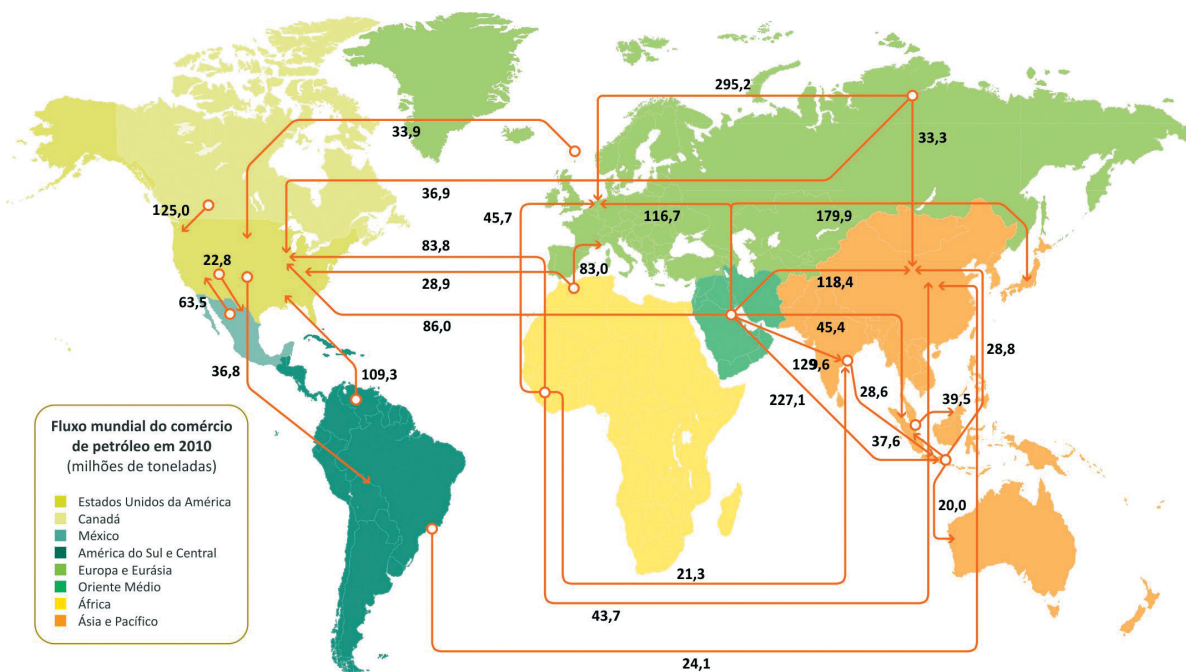 295,2
33,9
33,3
36,9
125,0
45,7
116,7
179,9
83,8
22,8
83,0
118,4
28,9
63,5
86,0
45,4
36,8
109,3
28,6
28,8
227,1
39,5
37,6
20,0
21,3
43,7
24,1
Fluxo mundial do comércio
de petróleo em 2010
(milhões de toneladas)
Estados Unidos da América
Canadá
México
América do Sul e Central
Europa e Eurásia
Oriente Médio
África
Ásia e Pacífico